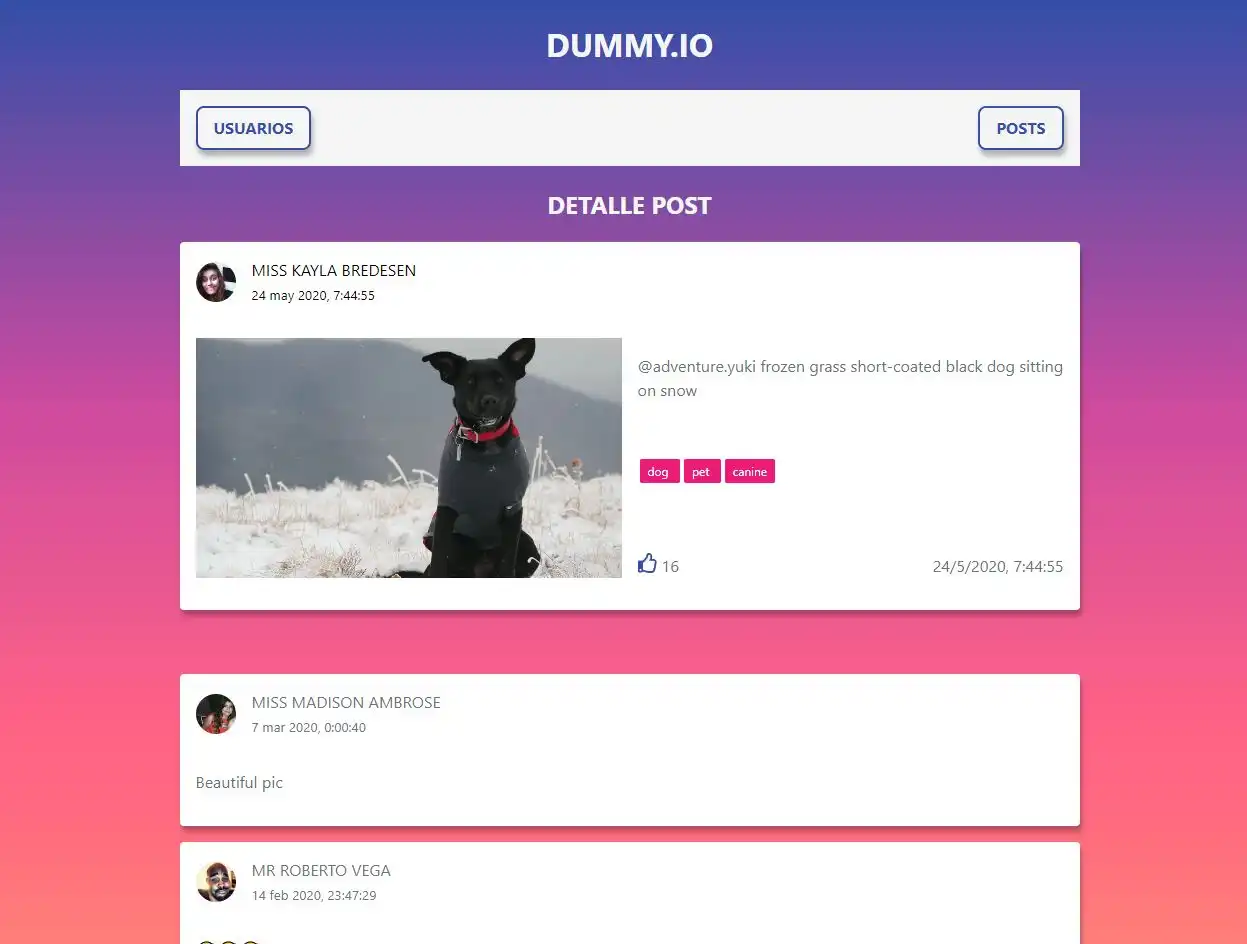 DUMMY.IO
USUARIOS
POSTS
DETALLE POST
MISS KAYLA BREDESEN
24 may 2020, 7:44:55
@adventure.yuki frozen grass short-coated black dog sitting
on snow
dog pet canine
16
24/5/2020, 7:44:55
MISS MADISON AMBROSE
7 mar 2020, 0:00:40
Beautiful pic
MR ROBERTO VEGA
14 feb 2020, 23:47:29